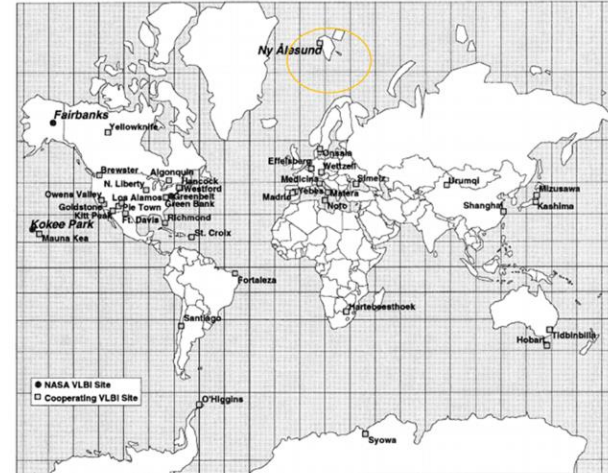 Ny Ålesund
Fairbanks
Yellowknife
Onsala
Effelsberg
Wettzell
Brewster
Algonquin
Hancock
Medicina
Simeiz
Urumqi
N. Liberty
Westford
Mizusawa
Owens Valley
Los Alamos
Greenbelt
Madrid
Yebes
Matera
Goldstone
Pie Town
Green Bank
Noto
Shanghai
Kashima
Kitt Peak
Ft. Davis
Richmond
Kokee Park
Mauna Kea
St. Croix
Fortaleza
Hartebeesthoek
Santiago
Tidbinbilla
Hobart
NASA VLBI Site
Cooperating VLBI Site
O'Higgins
Syowa